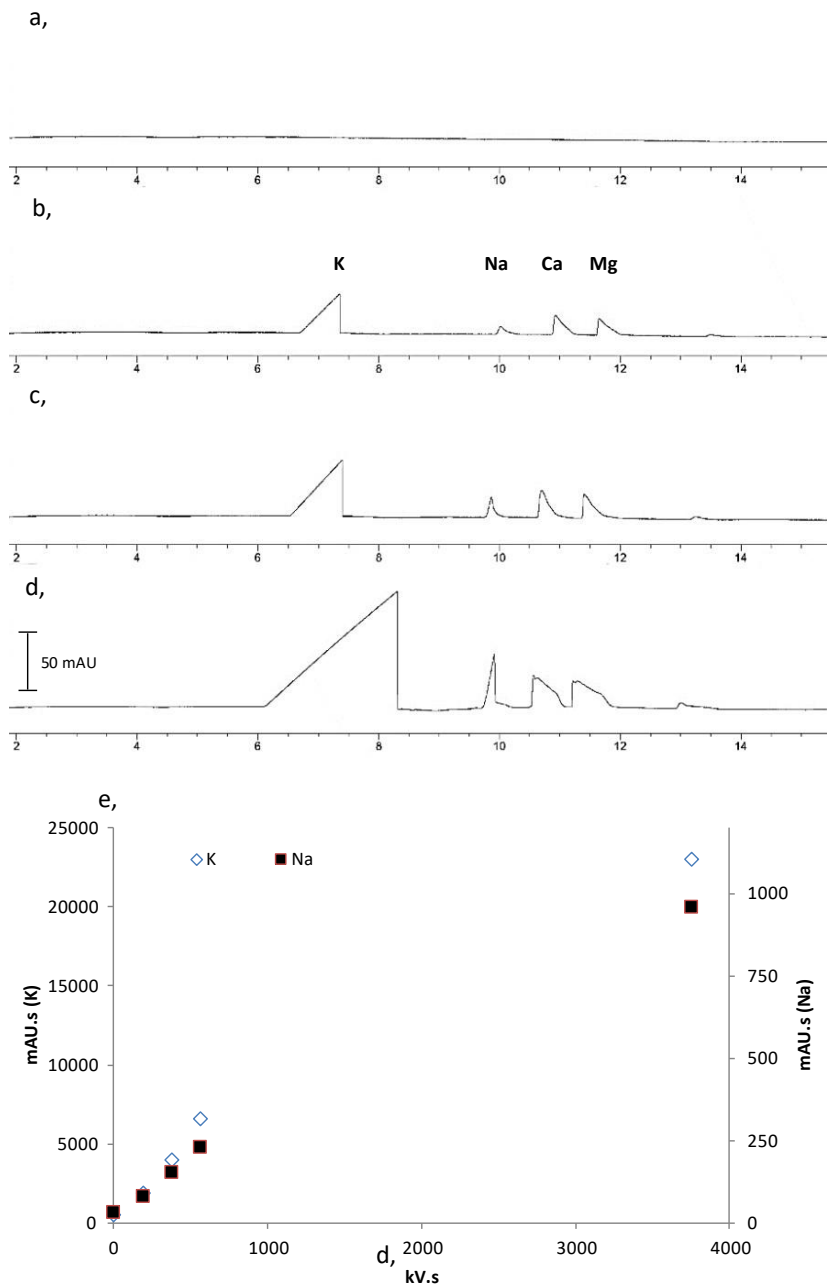 a,
2 4 6 8 10 12 14
b,
K Na Ca Mg
2 4 6 8 10 12 14
c,
2 4 6 8 10 12 14
d,
50 mAU
2 4 6 8 10 12 14
e,
25000
K Na
1000
20000
750
15000
mAU.s (K)
mAU.s (Na)
500
10000
5000
250
0 0
0 1000 2000 3000 4000
d,
kV.s